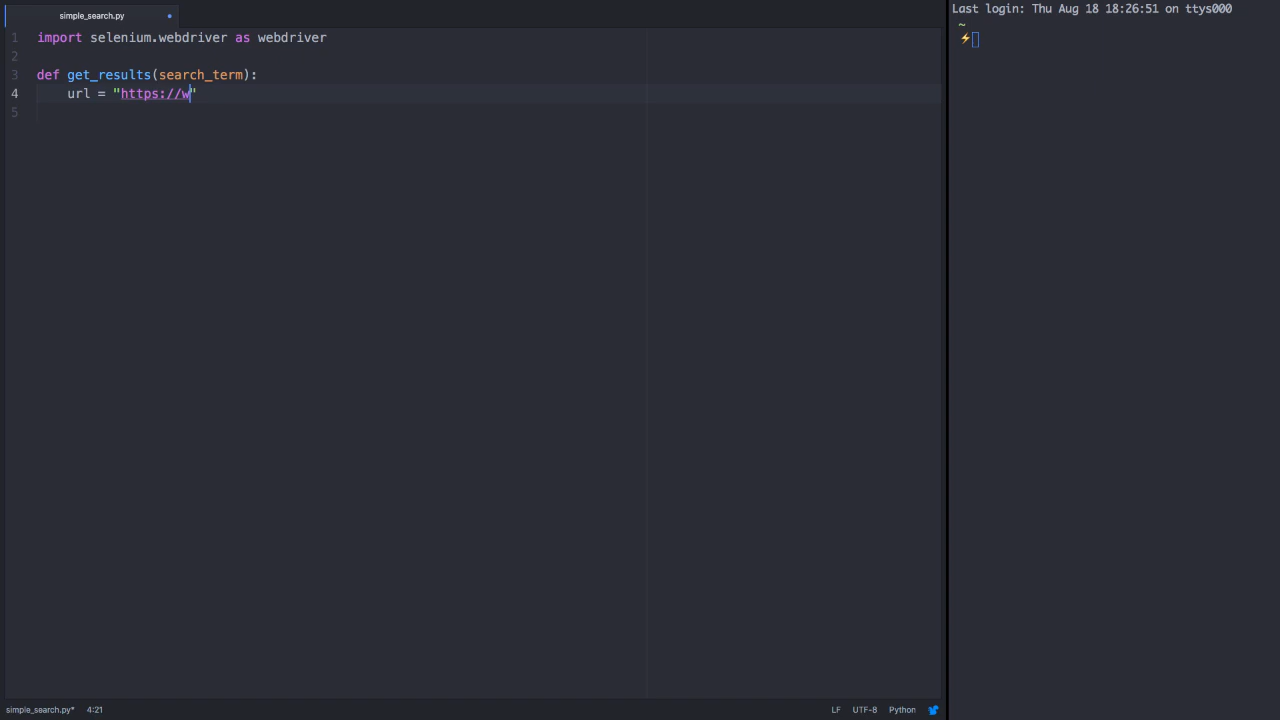 simple_search.py
1 import selenium.webdriver as webdriver
2
3 def get_results(search_term):
4     url = "https://w"
5
simple_search.py* 4:21 LF UTF-8 Python
Last login: Thu Aug 18 18:26:51 on ttys000
~
⚡